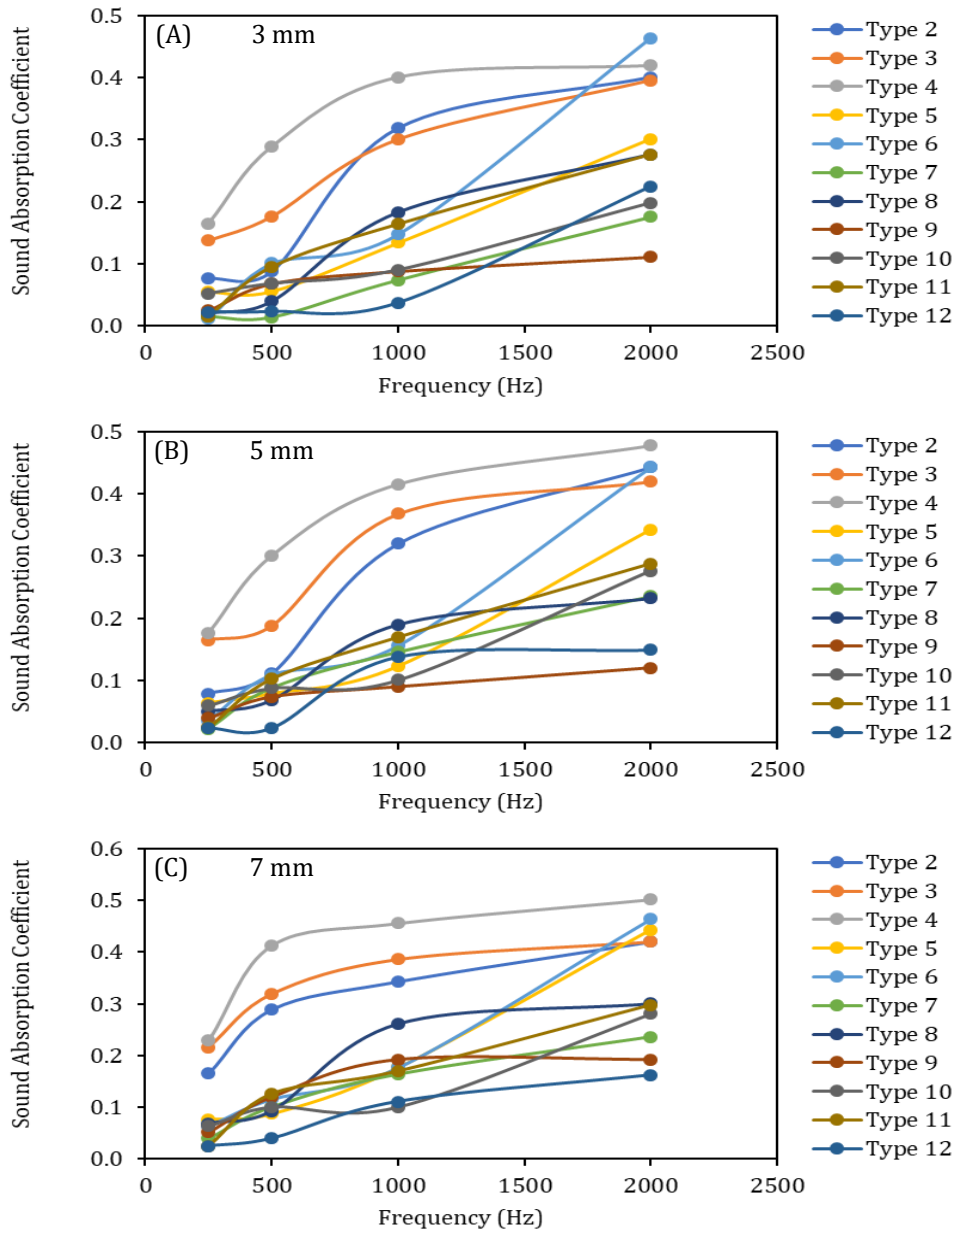 (A) 3 mm
Sound Absorption Coefficient
0.5
0.4
0.3
0.2
0.1
0.0
0 500 1000 1500 2000 2500
Frequency (Hz)
Type 2
Type 3
Type 4
Type 5
Type 6
Type 7
Type 8
Type 9
Type 10
Type 11
Type 12
(B) 5 mm
Sound Absorption Coefficient
0.5
0.4
0.3
0.2
0.1
0.0
0 500 1000 1500 2000 2500
Frequency (Hz)
Type 2
Type 3
Type 4
Type 5
Type 6
Type 7
Type 8
Type 9
Type 10
Type 11
Type 12
(C) 7 mm
Sound Absorption Coefficient
0.6
0.5
0.4
0.3
0.2
0.1
0.0
0 500 1000 1500 2000 2500
Frequency (Hz)
Type 2
Type 3
Type 4
Type 5
Type 6
Type 7
Type 8
Type 9
Type 10
Type 11
Type 12